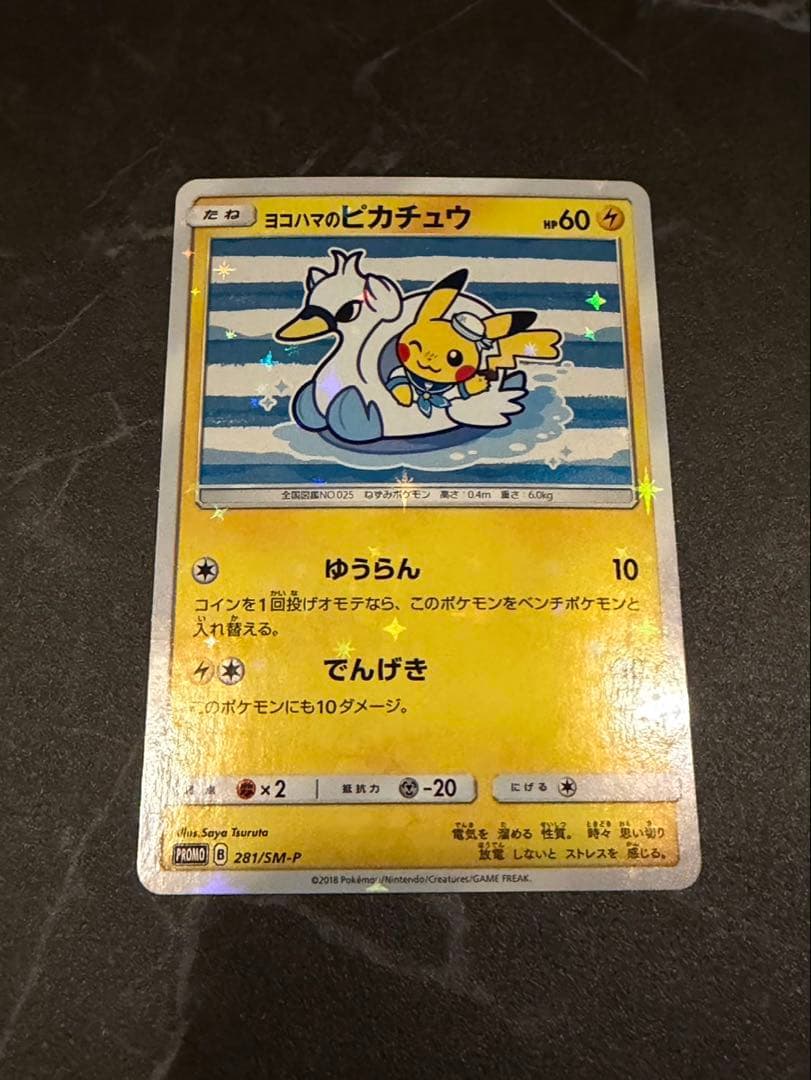 たね ヨコハマのピカチュウ HP60
全国図鑑NO.025 ねずみポケモン 高さ:0.4m 重さ:6.0kg
ゆうらん 10
コインを1回投げオモテなら、このポケモンをベンチポケモンと
入れ替える。
でんげき
このポケモンにも10ダメージ。
点 ×2 抵抗力 -20 にげる
illus.Saya Tsuruta
電気を 溜める 性質。 時々 思い切り
放電 しないと ストレスを 感じる。
PROMO B 281/SM-P
©2018 Pokémon/Nintendo/Creatures/GAME FREAK.